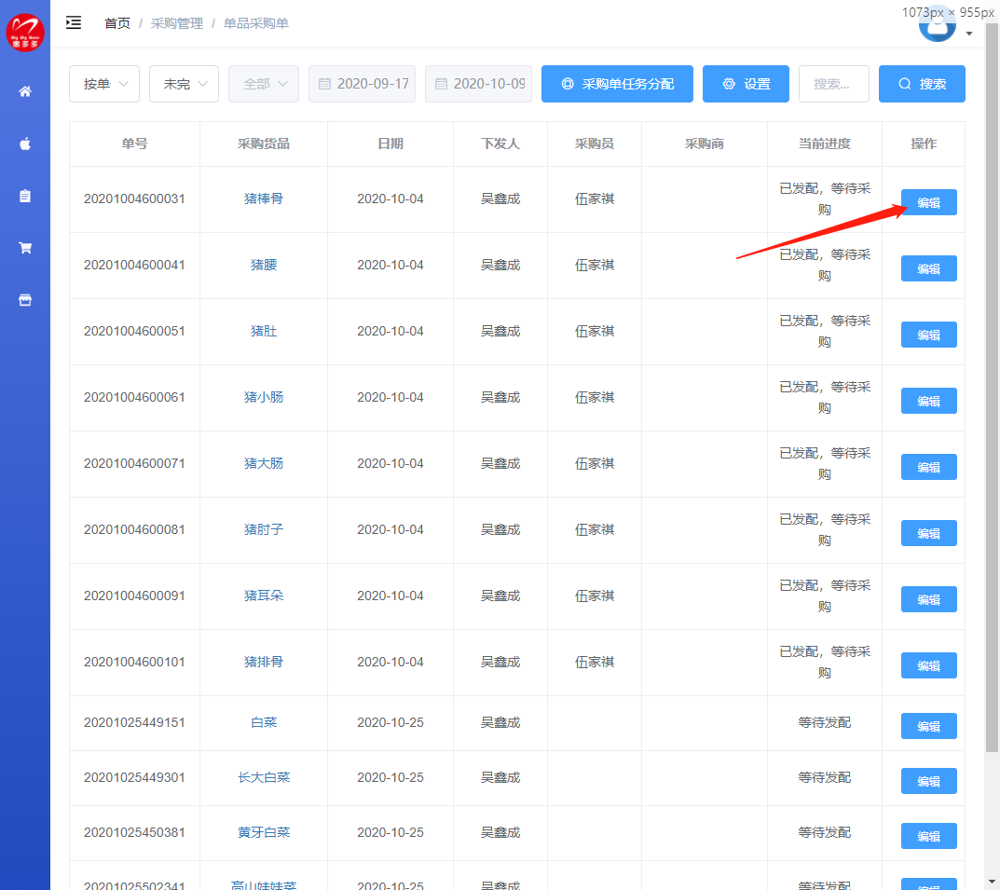 1073px × 955px
首页 / 采购管理 / 单品采购单
按单 未完 全部 2020-09-17 2020-10-09 采购单任务分配 设置 搜索... 搜索
单号 采购货品 日期 下发人 采购员 采购商 当前进度 操作
20201004600031 猪棒骨 2020-10-04 吴鑫成 伍家祺 已发配，等待采
购 编辑
20201004600041 猪腰 2020-10-04 吴鑫成 伍家祺 已发配，等待采
购 编辑
20201004600051 猪肚 2020-10-04 吴鑫成 伍家祺 已发配，等待采
购 编辑
20201004600061 猪小肠 2020-10-04 吴鑫成 伍家祺 已发配，等待采
购 编辑
20201004600071 猪大肠 2020-10-04 吴鑫成 伍家祺 已发配，等待采
购 编辑
20201004600081 猪肘子 2020-10-04 吴鑫成 伍家祺 已发配，等待采
购 编辑
20201004600091 猪耳朵 2020-10-04 吴鑫成 伍家祺 已发配，等待采
购 编辑
20201004600101 猪排骨 2020-10-04 吴鑫成 伍家祺 已发配，等待采
购 编辑
20201025449151 白菜 2020-10-25 吴鑫成 等待发配 编辑
20201025449301 长大白菜 2020-10-25 吴鑫成 等待发配 编辑
20201025450381 黄牙白菜 2020-10-25 吴鑫成 等待发配 编辑
20201025502341 高山娃娃菜 2020-10-25 吴鑫成 等待发配 编辑